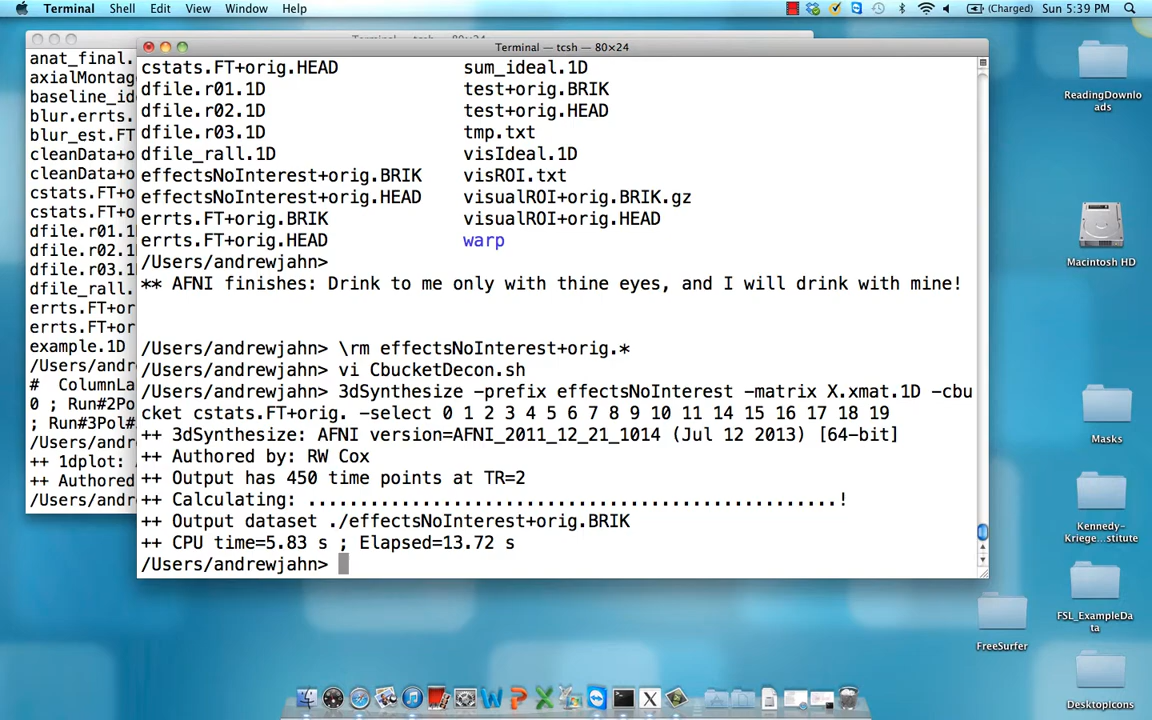 Terminal Shell Edit View Window Help (Charged) Sun 5:39 PM
Terminal — tcsh — 80×24
anat_final.
axialMontag
baseline_id
blur.errts.
blur_est.FT
cleanData+o
cleanData+o
cstats.FT+o
cstats.FT+o
dfile.r01.1
dfile.r02.1
dfile.r03.1
dfile_rall.
errts.FT+or
errts.FT+or
example.1D
/Users/andr
# ColumnLa
0 ; Run#2Po
; Run#3Pol#
/Users/andr
++ 1dplot:
++ Authored
/Users/andr
Terminal — tcsh — 80×24
cstats.FT+orig.HEAD sum_ideal.1D
dfile.r01.1D test+orig.BRIK
dfile.r02.1D test+orig.HEAD
dfile.r03.1D tmp.txt
dfile_rall.1D visIdeal.1D
effectsNoInterest+orig.BRIK visROI.txt
effectsNoInterest+orig.HEAD visualROI+orig.BRIK.gz
errts.FT+orig.BRIK visualROI+orig.HEAD
errts.FT+orig.HEAD warp
/Users/andrewjahn>
** AFNI finishes: Drink to me only with thine eyes, and I will drink with mine!
/Users/andrewjahn> \rm effectsNoInterest+orig.*
/Users/andrewjahn> vi CbucketDecon.sh
/Users/andrewjahn> 3dSynthesize -prefix effectsNoInterest -matrix X.xmat.1D -cbu
cket cstats.FT+orig. -select 0 1 2 3 4 5 6 7 8 9 10 11 14 15 16 17 18 19
++ 3dSynthesize: AFNI version=AFNI_2011_12_21_1014 (Jul 12 2013) [64-bit]
++ Authored by: RW Cox
++ Output has 450 time points at TR=2
++ Calculating: ...................................................!
++ Output dataset ./effectsNoInterest+orig.BRIK
++ CPU time=5.83 s ; Elapsed=13.72 s
/Users/andrewjahn>
ReadingDownlo
ads
Macintosh HD
Masks
Kennedy-
Kriege...stitute
FSL_ExampleDa
ta
FreeSurfer
DesktopIcons